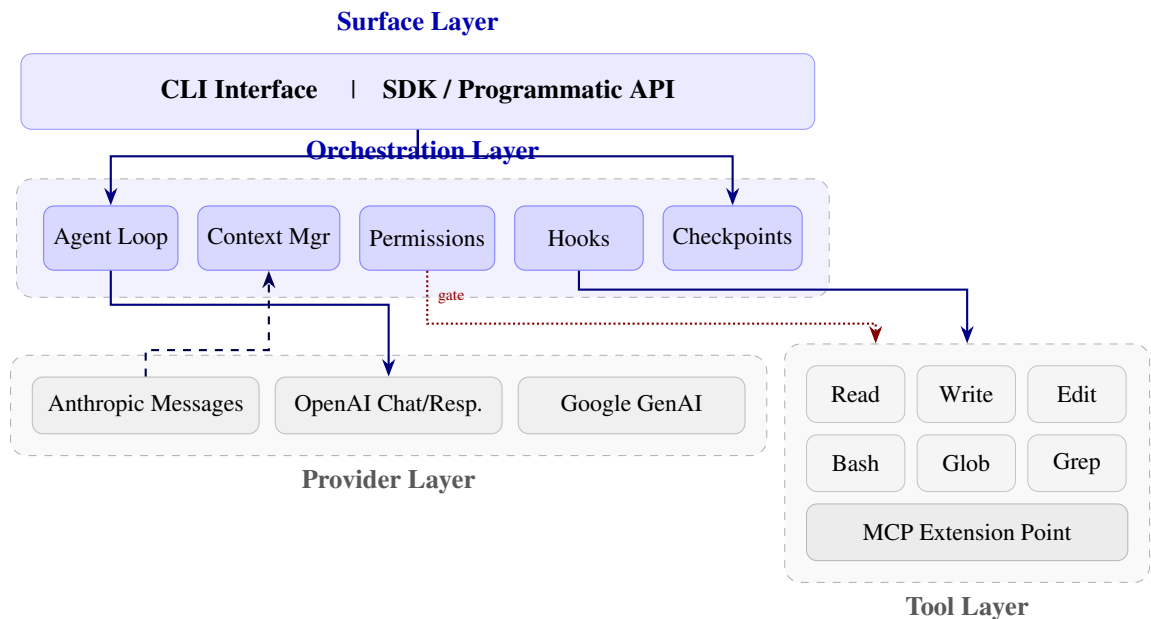 Surface Layer
CLI Interface | SDK / Programmatic API
Orchestration Layer
Agent Loop
Context Mgr
Permissions
Hooks
Checkpoints
gate
Anthropic Messages
OpenAI Chat/Resp.
Google GenAI
Provider Layer
Read
Write
Edit
Bash
Glob
Grep
MCP Extension Point
Tool Layer